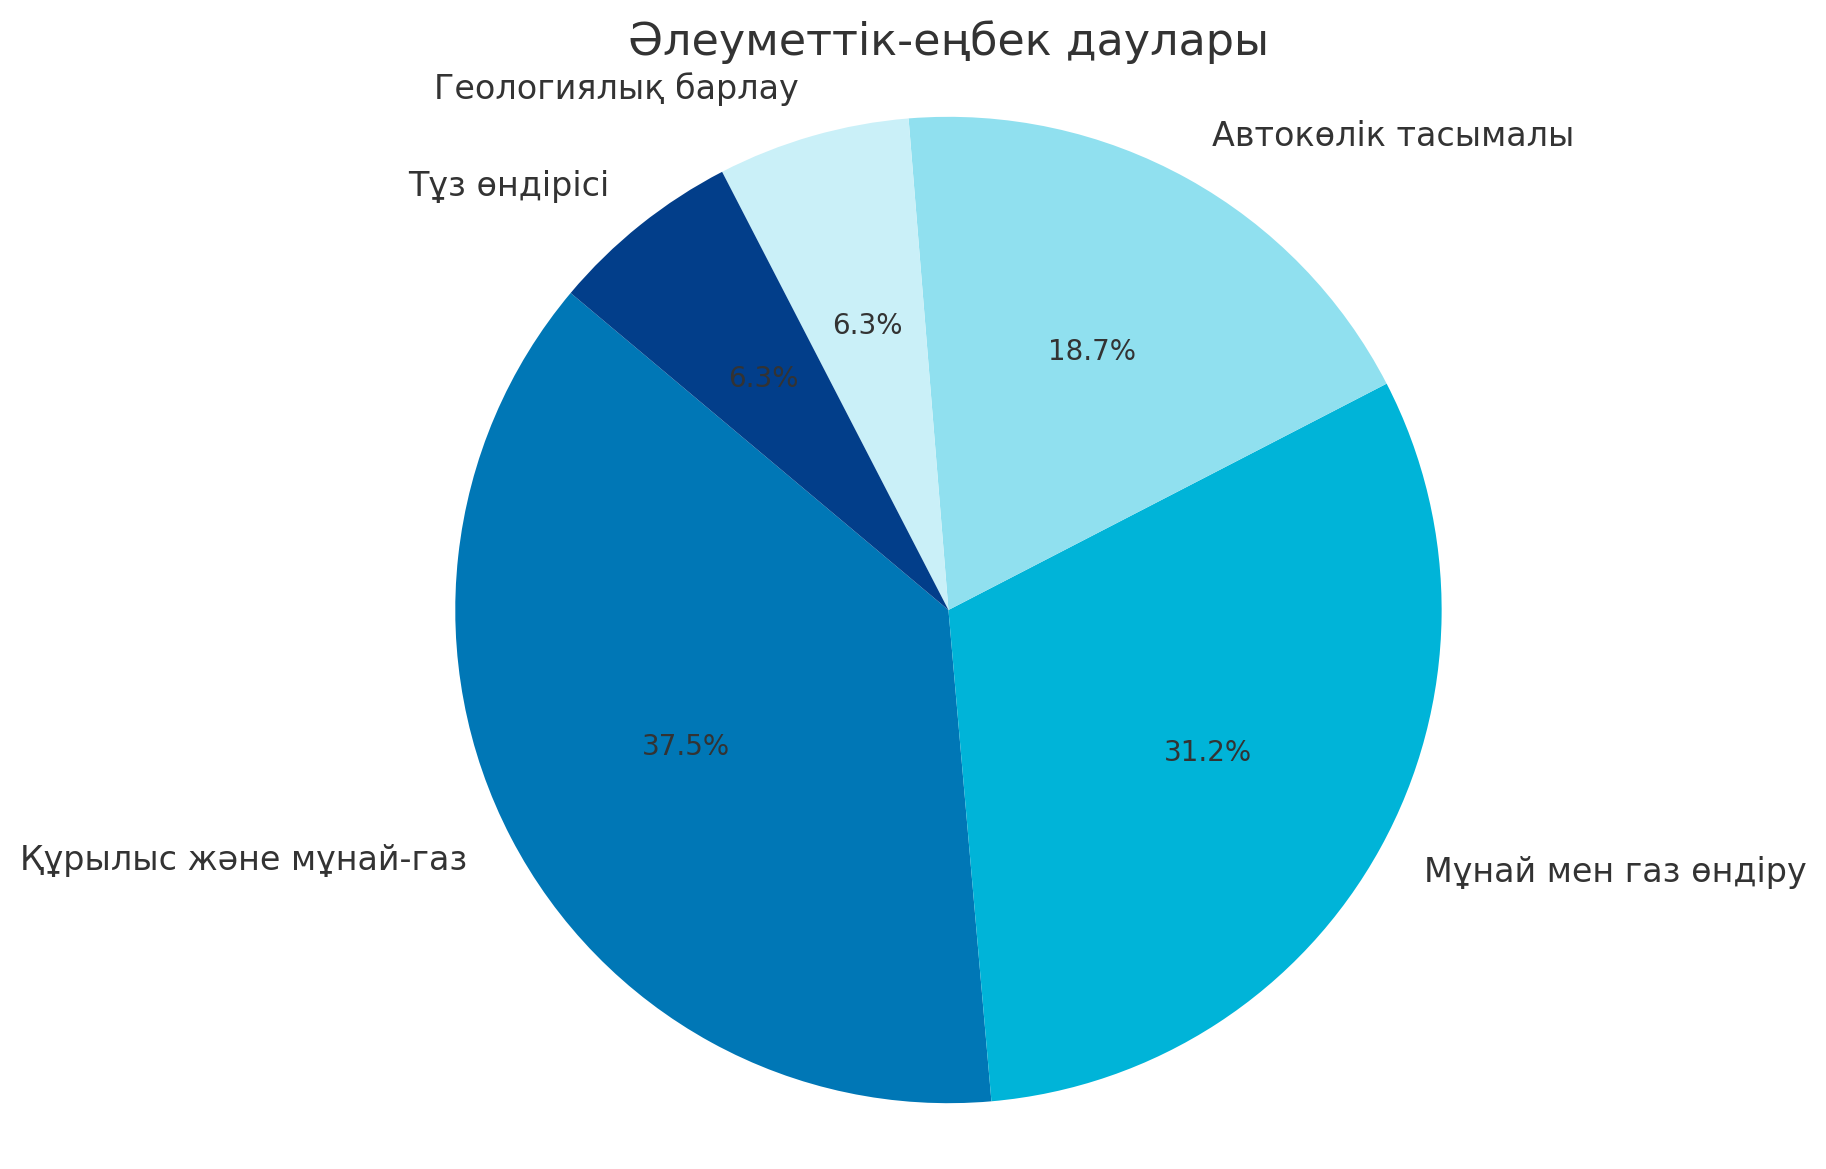 Әлеуметтік-еңбек даулары
Геологиялық барлау
Автокөлік тасымалы
Тұз өндірісі
6.3%
18.7%
6.3%
37.5%
31.2%
Құрылыс және мұнай-газ
Мұнай мен газ өндіру